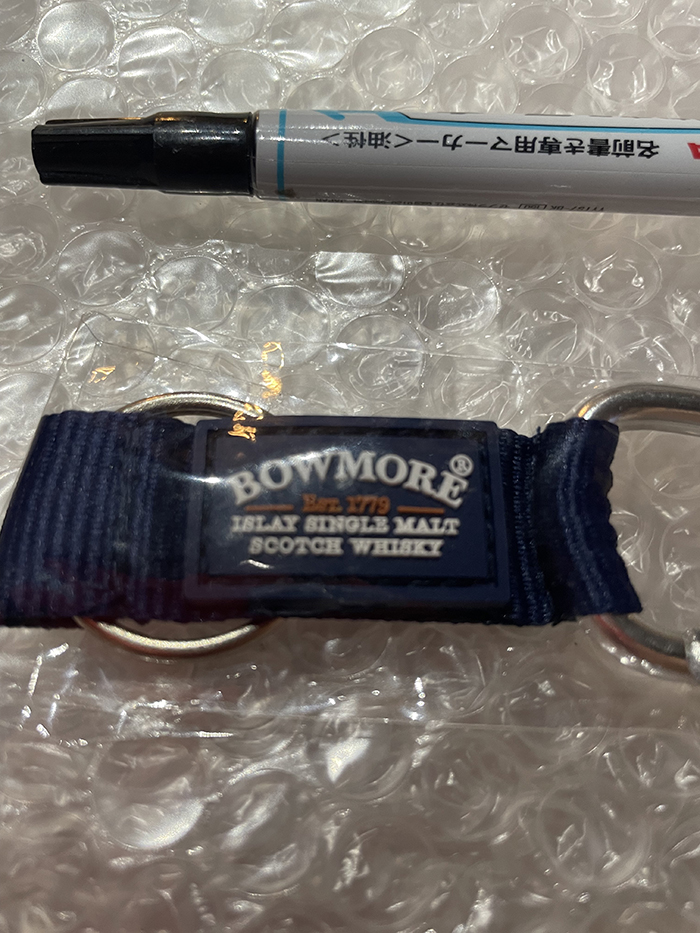 名前書き専用マーカー<油性>
BOWMORE®
Est. 1779
ISLAY SINGLE MALT
SCOTCH WHISKY